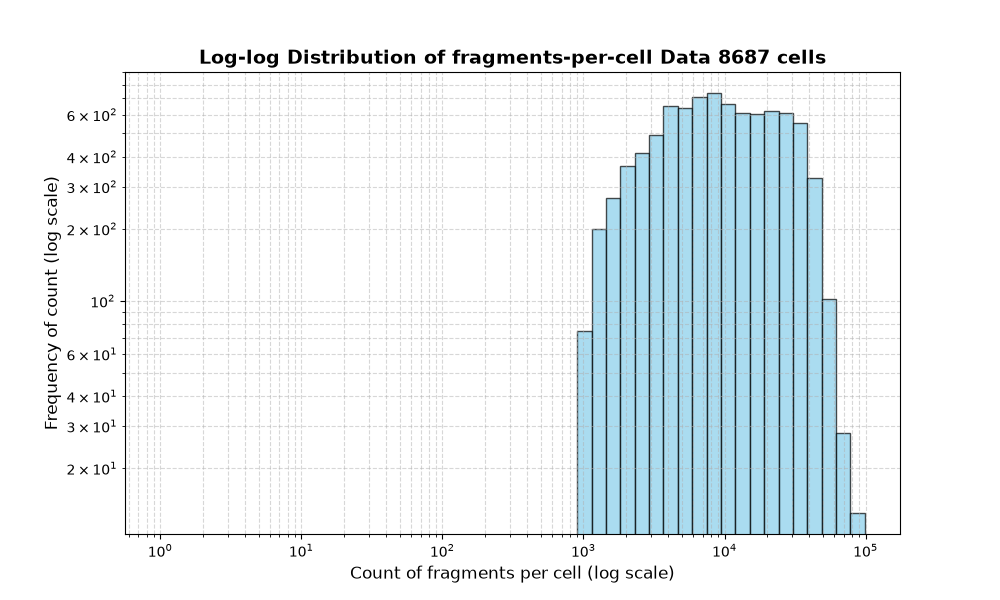 Log-log Distribution of fragments-per-cell Data 8687 cells
Frequency of count (log scale)
6 × 10²
4 × 10²
3 × 10²
2 × 10²
10²
6 × 10¹
4 × 10¹
3 × 10¹
2 × 10¹
10⁰ 10¹ 10² 10³ 10⁴ 10⁵
Count of fragments per cell (log scale)